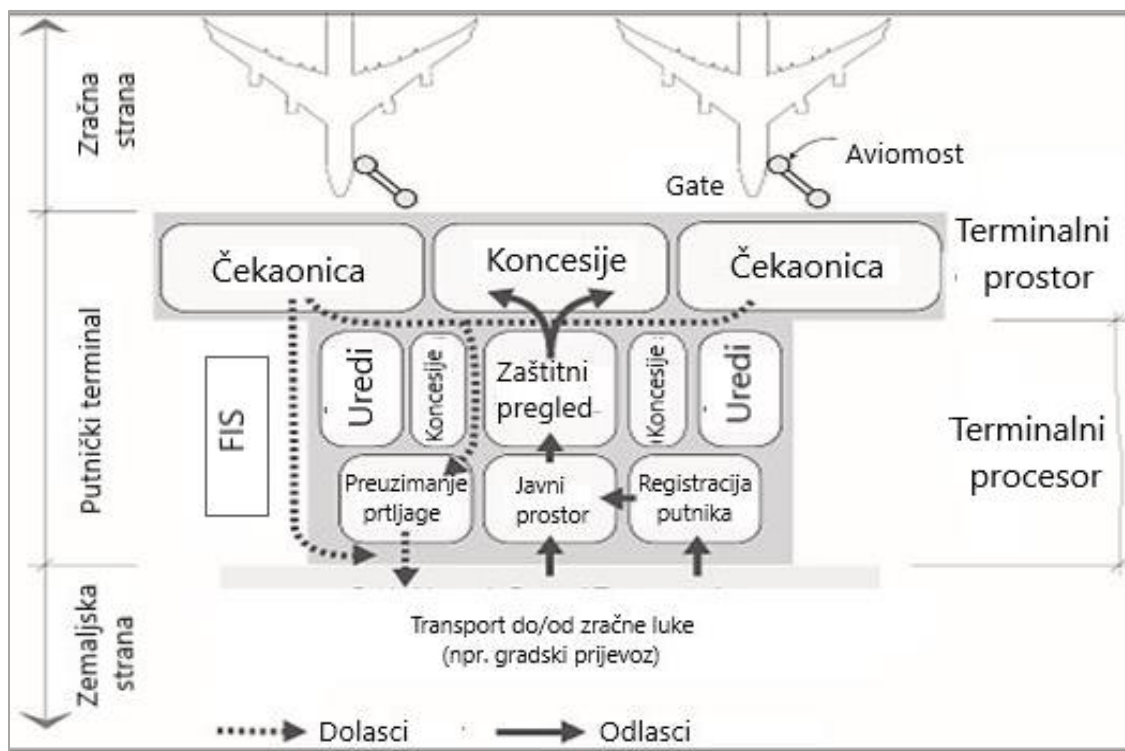 Zračna
strana
Aviomost
Gate
Čekaonica
Koncesije
Čekaonica
Terminalni
prostor
Putnički terminal
FIS
Uredi
Koncesije
Zaštitni
pregled
Koncesije
Uredi
Terminalni
procesor
Preuzimanje
prtljage
Javni
prostor
Registracija
putnika
Zemaljska
strana
Transport do/od zračne luke
(npr. gradski prijevoz)
Dolasci
Odlasci